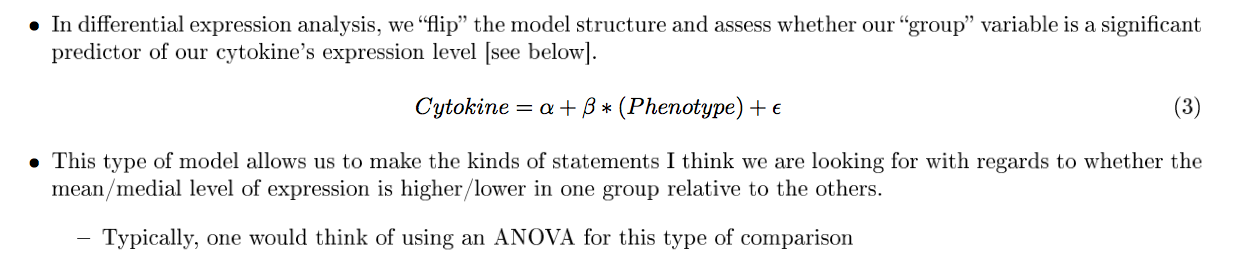 • In differential expression analysis, we “flip” the model structure and assess whether our “group” variable is a significant
predictor of our cytokine’s expression level [see below].
Cytokine = α + β ∗ (Phenotype) + ϵ (3)
• This type of model allows us to make the kinds of statements I think we are looking for with regards to whether the
mean/medial level of expression is higher/lower in one group relative to the others.
– Typically, one would think of using an ANOVA for this type of comparison